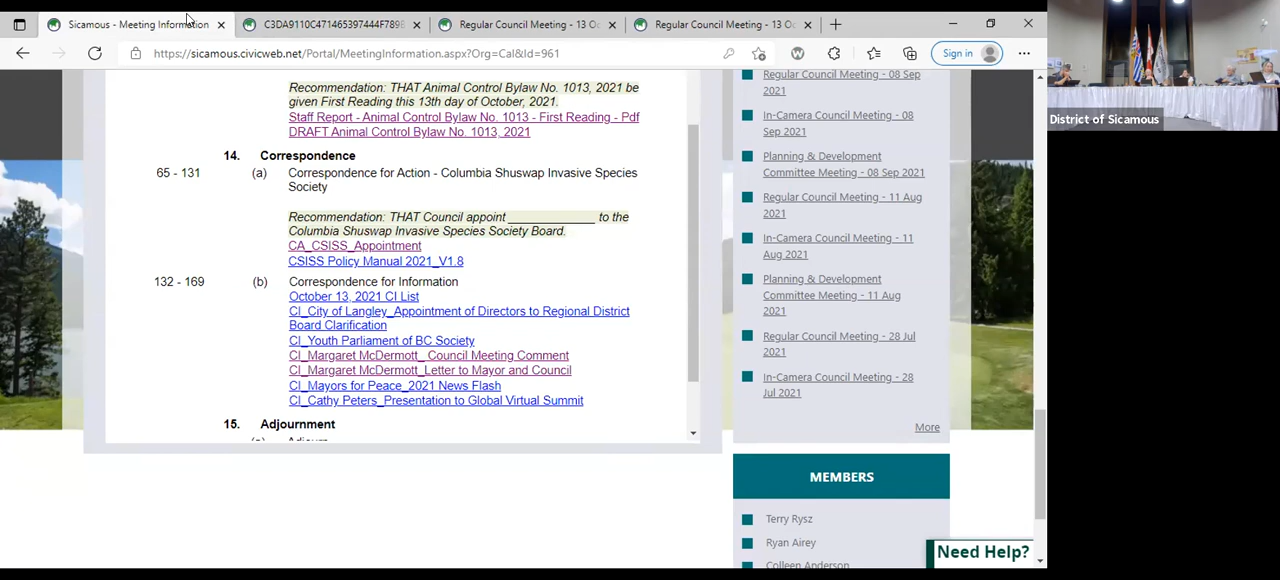 Sicamous - Meeting Information
C3DA9110C471465397444F789B
Regular Council Meeting - 13 Oc
Regular Council Meeting - 13 Oc
https://sicamous.civicweb.net/Portal/MeetingInformation.aspx?Org=Cal&Id=961
Sign in
Recommendation: THAT Animal Control Bylaw No. 1013, 2021 be
given First Reading this 13th day of October, 2021.
Staff Report - Animal Control Bylaw No. 1013 - First Reading - Pdf
DRAFT Animal Control Bylaw No. 1013, 2021
14. Correspondence
65 - 131 (a) Correspondence for Action - Columbia Shuswap Invasive Species
Society
Recommendation: THAT Council appoint ____________ to the
Columbia Shuswap Invasive Species Society Board.
CA_CSISS_Appointment
CSISS Policy Manual 2021_V1.8
132 - 169 (b) Correspondence for Information
October 13, 2021 CI List
CI_City of Langley_Appointment of Directors to Regional District
Board Clarification
CI_Youth Parliament of BC Society
CI_Margaret McDermott_ Council Meeting Comment
CI_Margaret McDermott_Letter to Mayor and Council
CI_Mayors for Peace_2021 News Flash
CI_Cathy Peters_Presentation to Global Virtual Summit
15. Adjournment
Regular Council Meeting - 08 Sep
2021
In-Camera Council Meeting - 08
Sep 2021
Planning & Development
Committee Meeting - 08 Sep 2021
Regular Council Meeting - 11 Aug
2021
In-Camera Council Meeting - 11
Aug 2021
Planning & Development
Committee Meeting - 11 Aug
2021
Regular Council Meeting - 28 Jul
2021
In-Camera Council Meeting - 28
Jul 2021
More
MEMBERS
Terry Rysz
Ryan Airey
Colleen Anderson
Need Help?
District of Sicamous